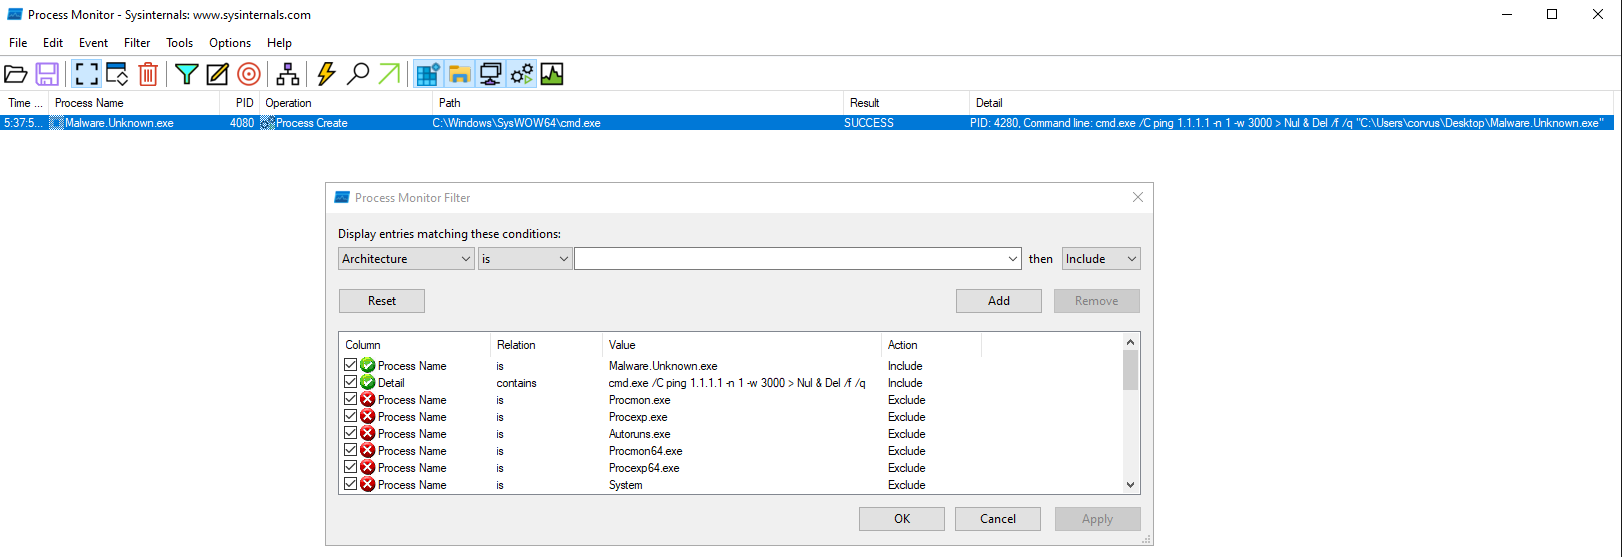 Process Monitor - Sysinternals: www.sysinternals.com
File Edit Event Filter Tools Options Help
Time ... Process Name PID Operation Path Result Detail
5:37:5... Malware.Unknown.exe 4080 Process Create C:\Windows\SysWOW64\cmd.exe SUCCESS PID: 4280, Command line: cmd.exe /C ping 1.1.1.1 -n 1 -w 3000 > Nul & Del /f /q "C:\Users\corvus\Desktop\Malware.Unknown.exe"
Process Monitor Filter
Display entries matching these conditions:
Architecture is then Include
Reset Add Remove
Column Relation Value Action
Process Name is Malware.Unknown.exe Include
Detail contains cmd.exe /C ping 1.1.1.1 -n 1 -w 3000 > Nul & Del /f /q Include
Process Name is Procmon.exe Exclude
Process Name is Procexp.exe Exclude
Process Name is Autoruns.exe Exclude
Process Name is Procmon64.exe Exclude
Process Name is Procexp64.exe Exclude
Process Name is System Exclude
OK Cancel Apply